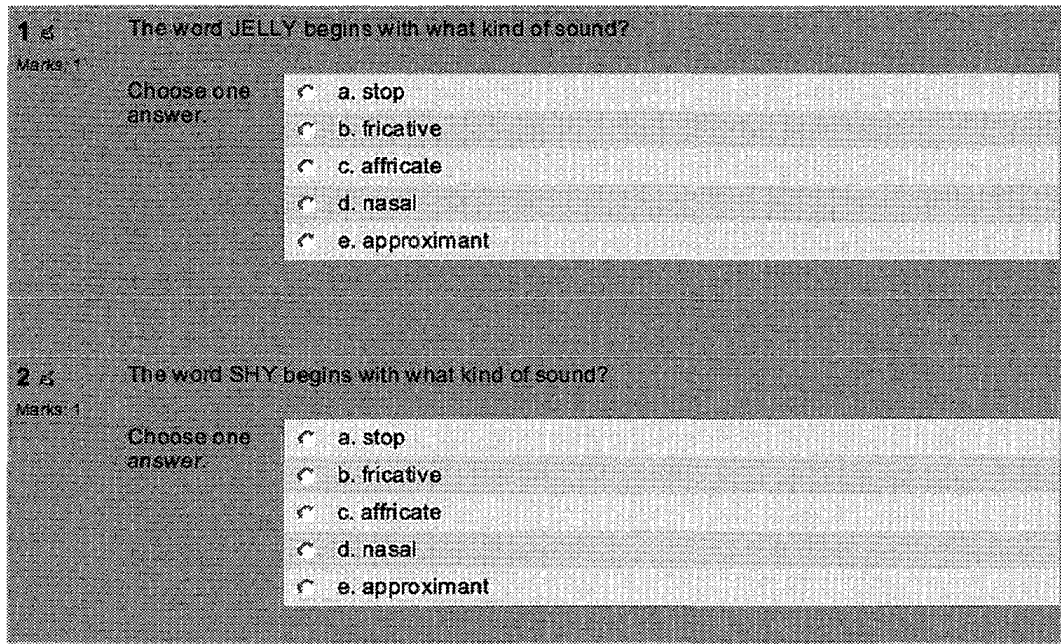 1 The word JELLY begins with what kind of sound?
Marks: 1
Choose one answer.
a. stop
b. fricative
c. affricate
d. nasal
e. approximant
2 The word SHY begins with what kind of sound?
Marks: 1
Choose one answer.
a. stop
b. fricative
c. affricate
d. nasal
e. approximant